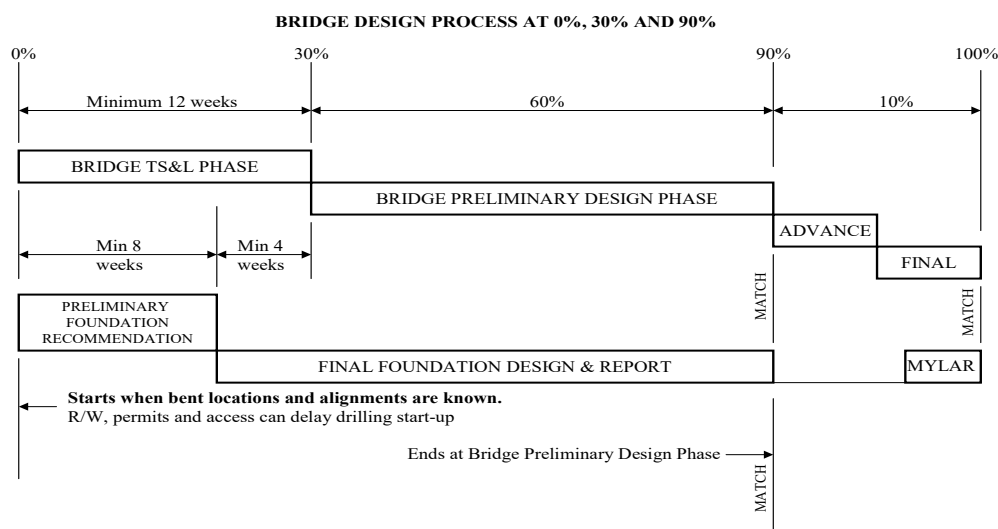 BRIDGE DESIGN PROCESS AT 0%, 30% AND 90%
0%
30%
90%
100%
Minimum 12 weeks
60%
10%
BRIDGE TS&L PHASE
BRIDGE PRELIMINARY DESIGN PHASE
ADVANCE
FINAL
Min 8
weeks
Min 4
weeks
PRELIMINARY
FOUNDATION
RECOMMENDATION
MATCH
MATCH
FINAL FOUNDATION DESIGN & REPORT
MYLAR
Starts when bent locations and alignments are known.
R/W, permits and access can delay drilling start-up
Ends at Bridge Preliminary Design Phase
MATCH